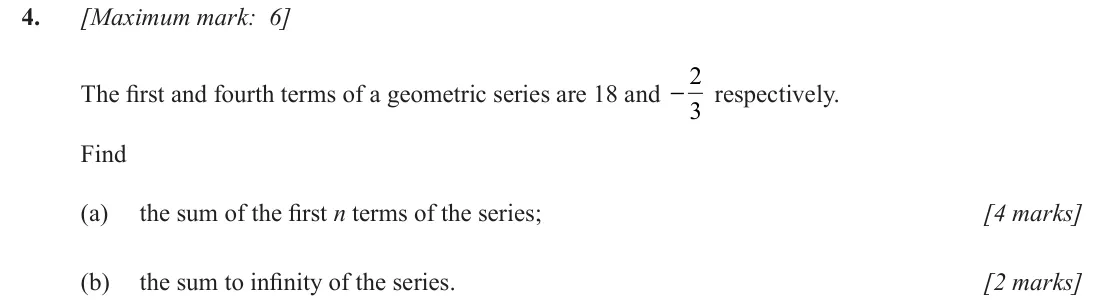 4. [Maximum mark: 6]
The first and fourth terms of a geometric series are 18 and −2/3 respectively.
Find
(a) the sum of the first n terms of the series; [4 marks]
(b) the sum to infinity of the series. [2 marks]